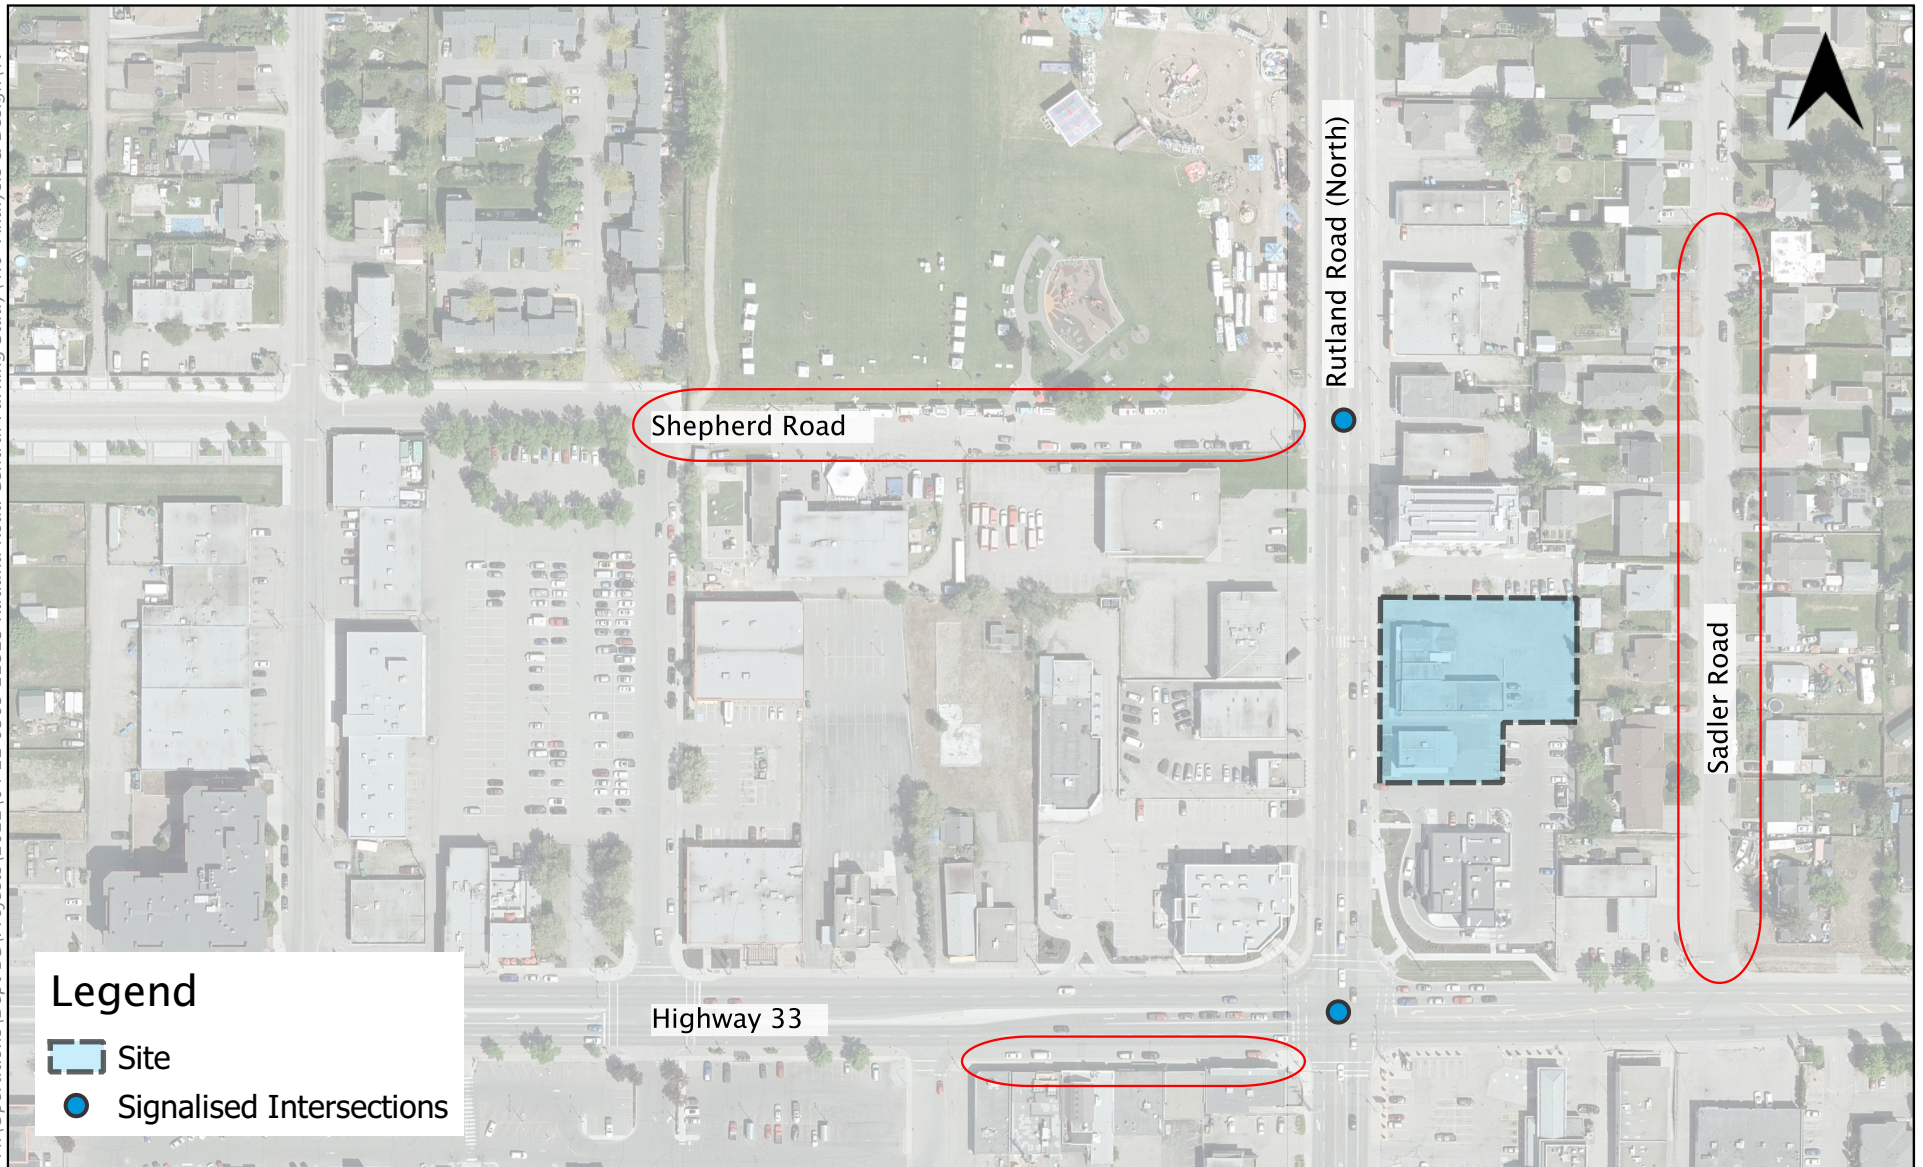 Rutland Road (North)
Shepherd Road
Sadler Road
Highway 33
Legend
Site
Signalised Intersections